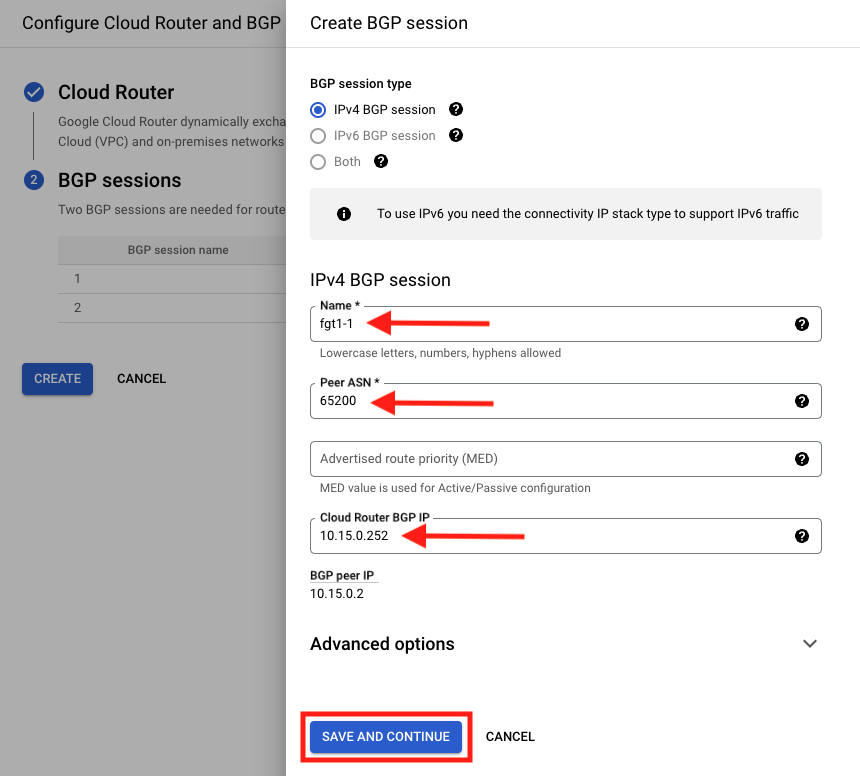 Configure Cloud Router and BGP
Cloud Router
Google Cloud Router dynamically excha
Cloud (VPC) and on-premises networks
2
BGP sessions
Two BGP sessions are needed for route
BGP session name
1
2
CREATE
CANCEL
Create BGP session
BGP session type
IPv4 BGP session
IPv6 BGP session
Both
To use IPv6 you need the connectivity IP stack type to support IPv6 traffic
IPv4 BGP session
Name *
fgt1-1
Lowercase letters, numbers, hyphens allowed
Peer ASN *
65200
Advertised route priority (MED)
MED value is used for Active/Passive configuration
Cloud Router BGP IP
10.15.0.252
BGP peer IP
10.15.0.2
Advanced options
SAVE AND CONTINUE
CANCEL